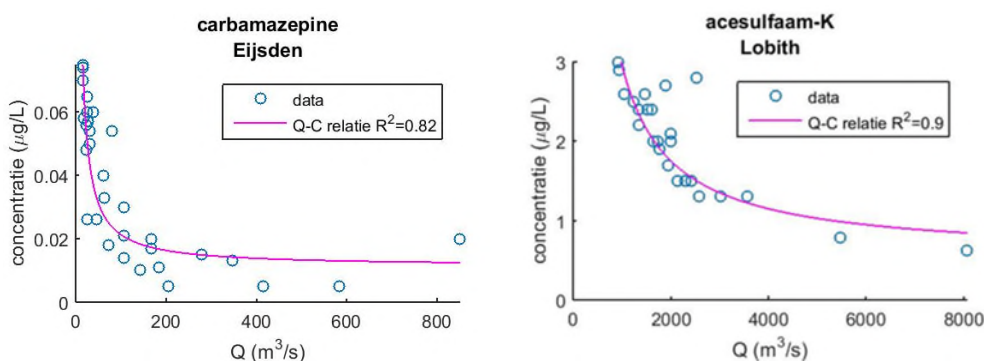 carbamazepine
Eijsden
concentratie (µg/L)
0.06
0.04
0.02
0
data
Q-C relatie R²=0.82
0
200
400
600
800
Q (m³/s)
acesulfaam-K
Lobith
concentratie (µg/L)
3
2
1
0
data
Q-C relatie R²=0.9
0
2000
4000
6000
8000
Q (m³/s)